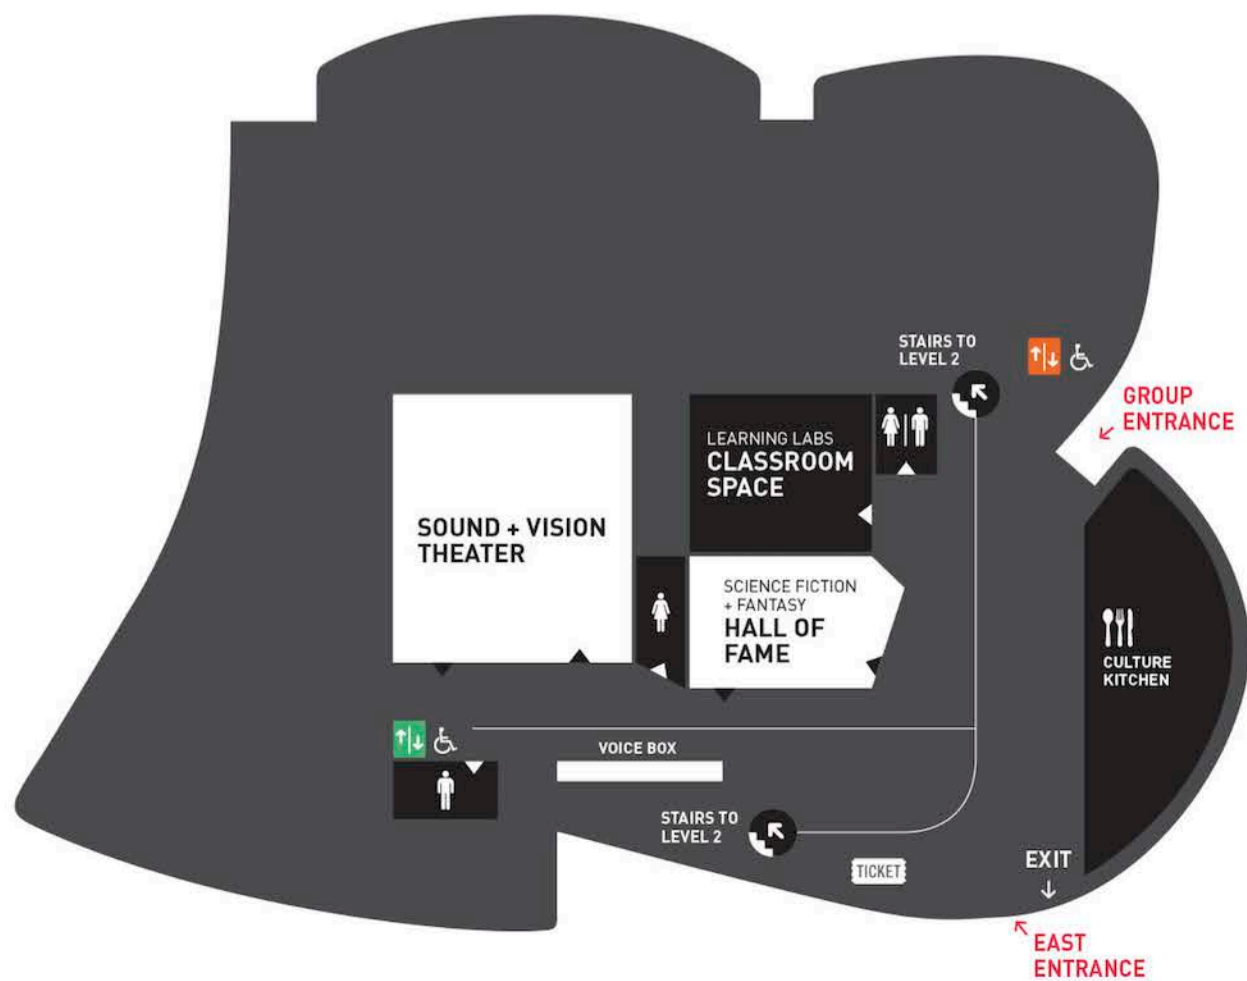 STAIRS TO
LEVEL 2
GROUP
ENTRANCE
LEARNING LABS
CLASSROOM
SPACE
SOUND + VISION
THEATER
SCIENCE FICTION
+ FANTASY
HALL OF
FAME
CULTURE
KITCHEN
VOICE BOX
STAIRS TO
LEVEL 2
TICKET
EXIT
EAST
ENTRANCE